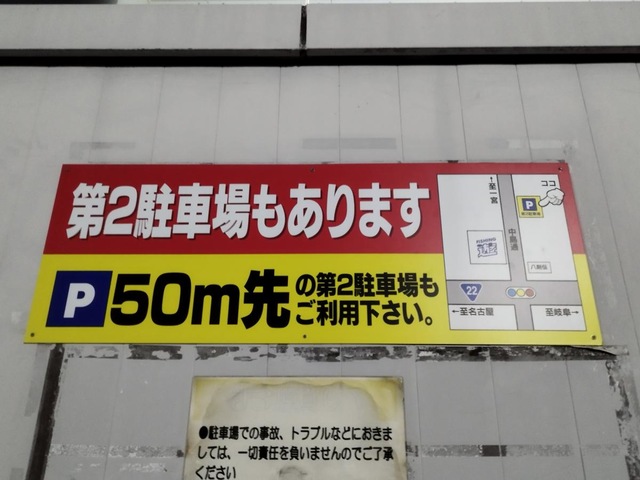 第2駐車場もあります
P 50m先の第2駐車場も
ご利用下さい。
↑至一宮
ココ
P
中島通
22
←至名古屋
至岐阜→
●駐車場での事故、トラブルなどにおきま
しては、一切責任を負いませんのでご了承
ください